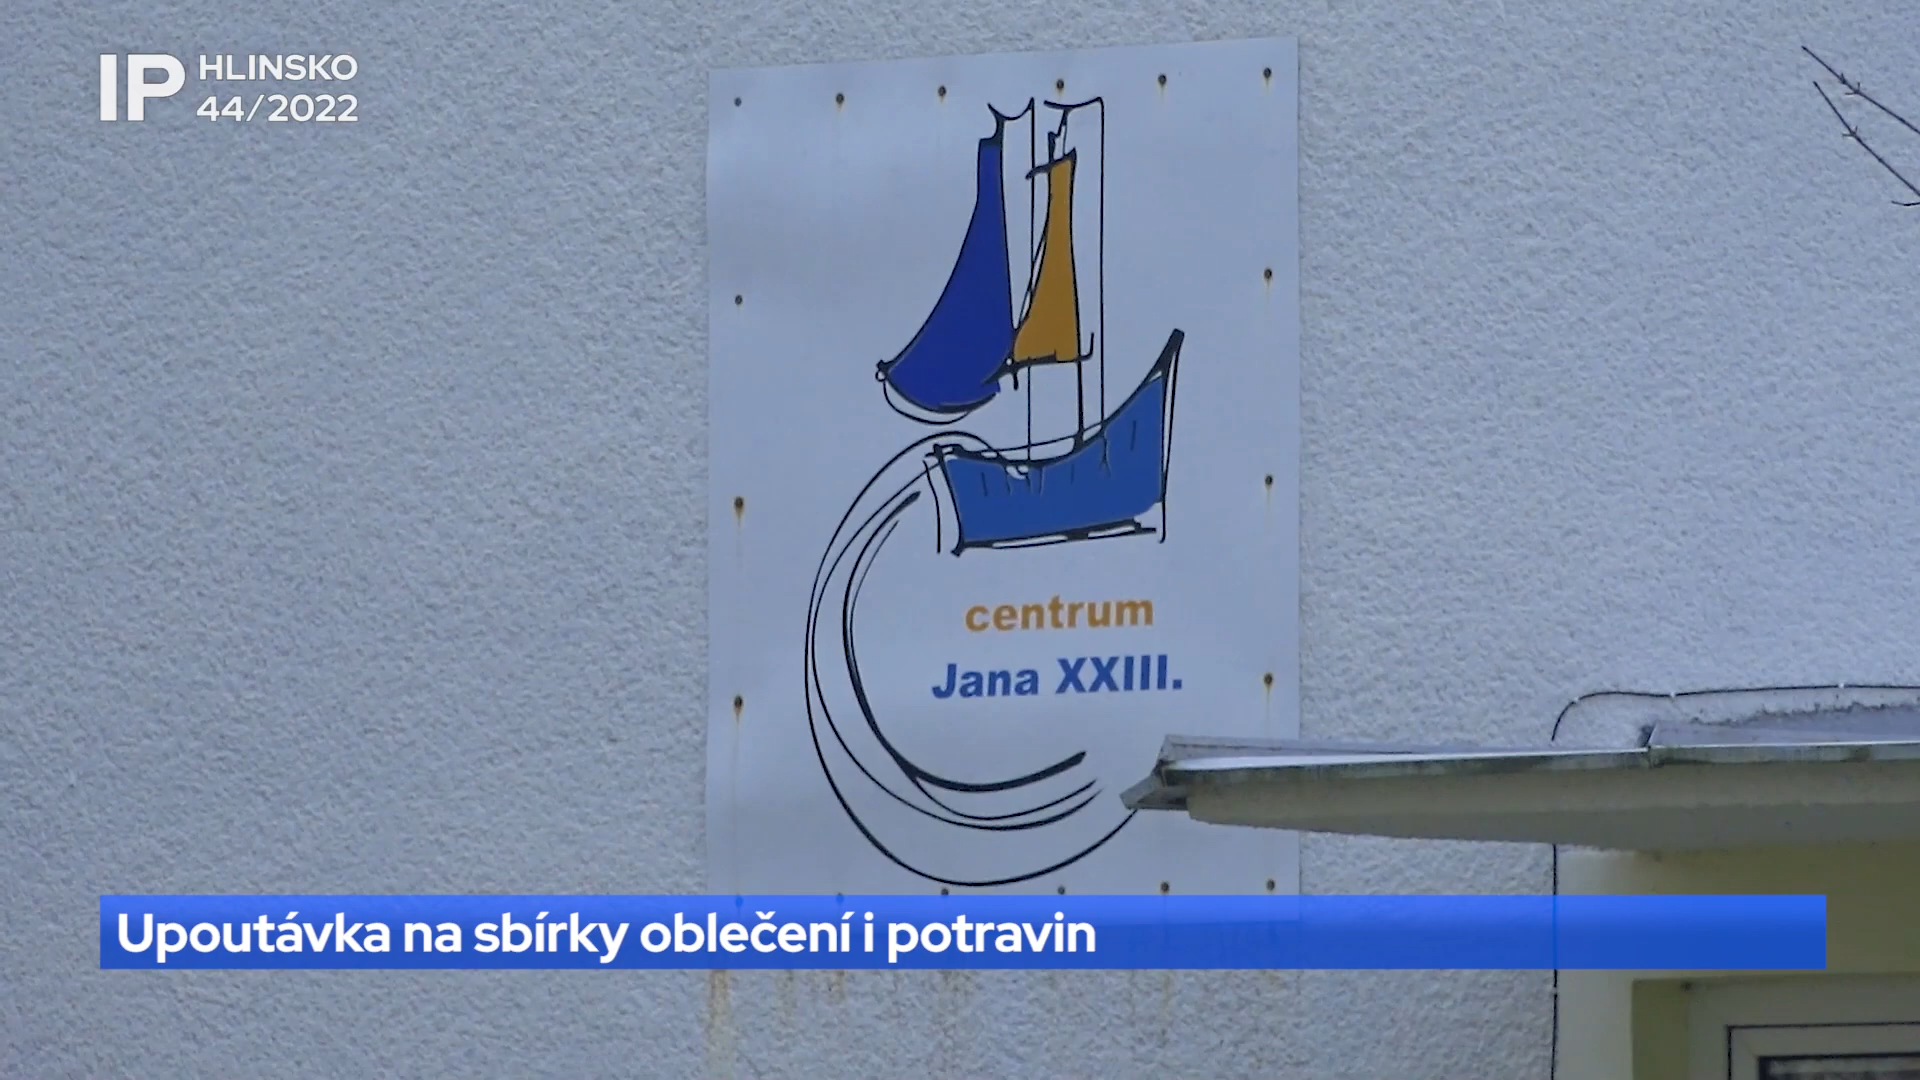 IP HLINSKO
44/2022
centrum
Jana XXIII.
Upoutávka na sbírky oblečení i potravin